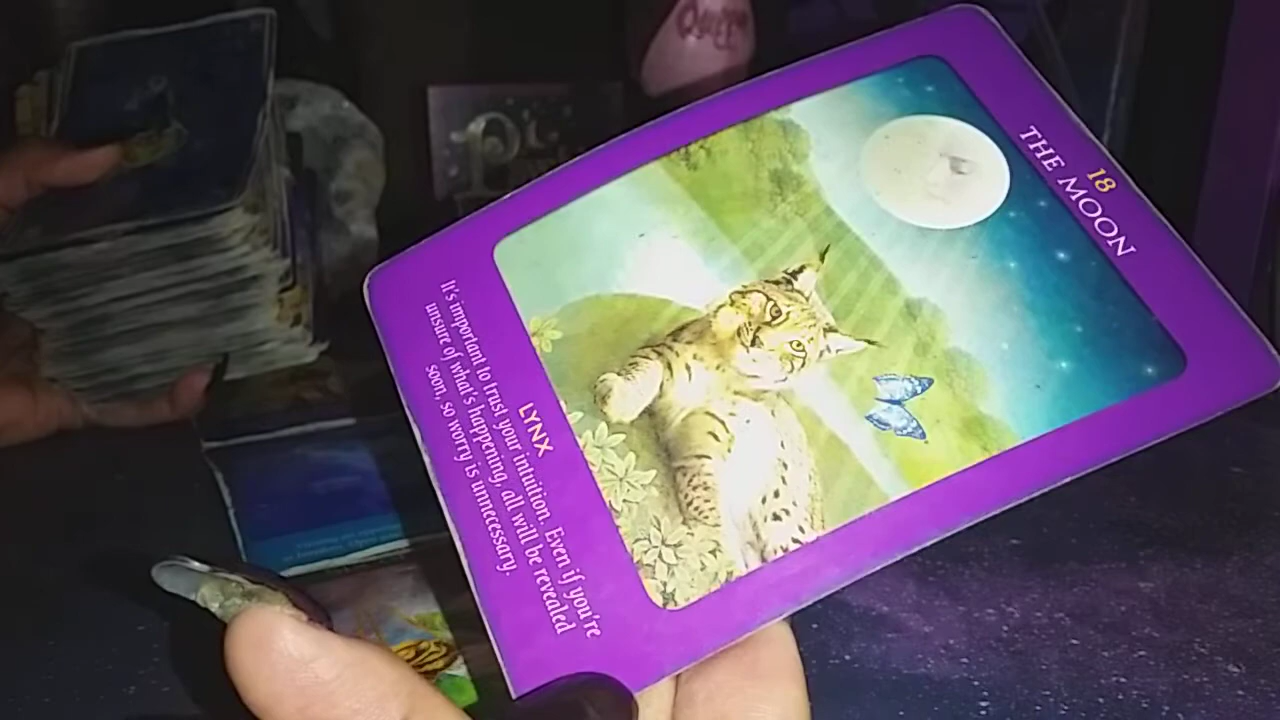 18
THE MOON
LYNX
It's important to trust your intuition. Even if you're
unsure of what's happening, all will be revealed
soon, so worry is unnecessary.